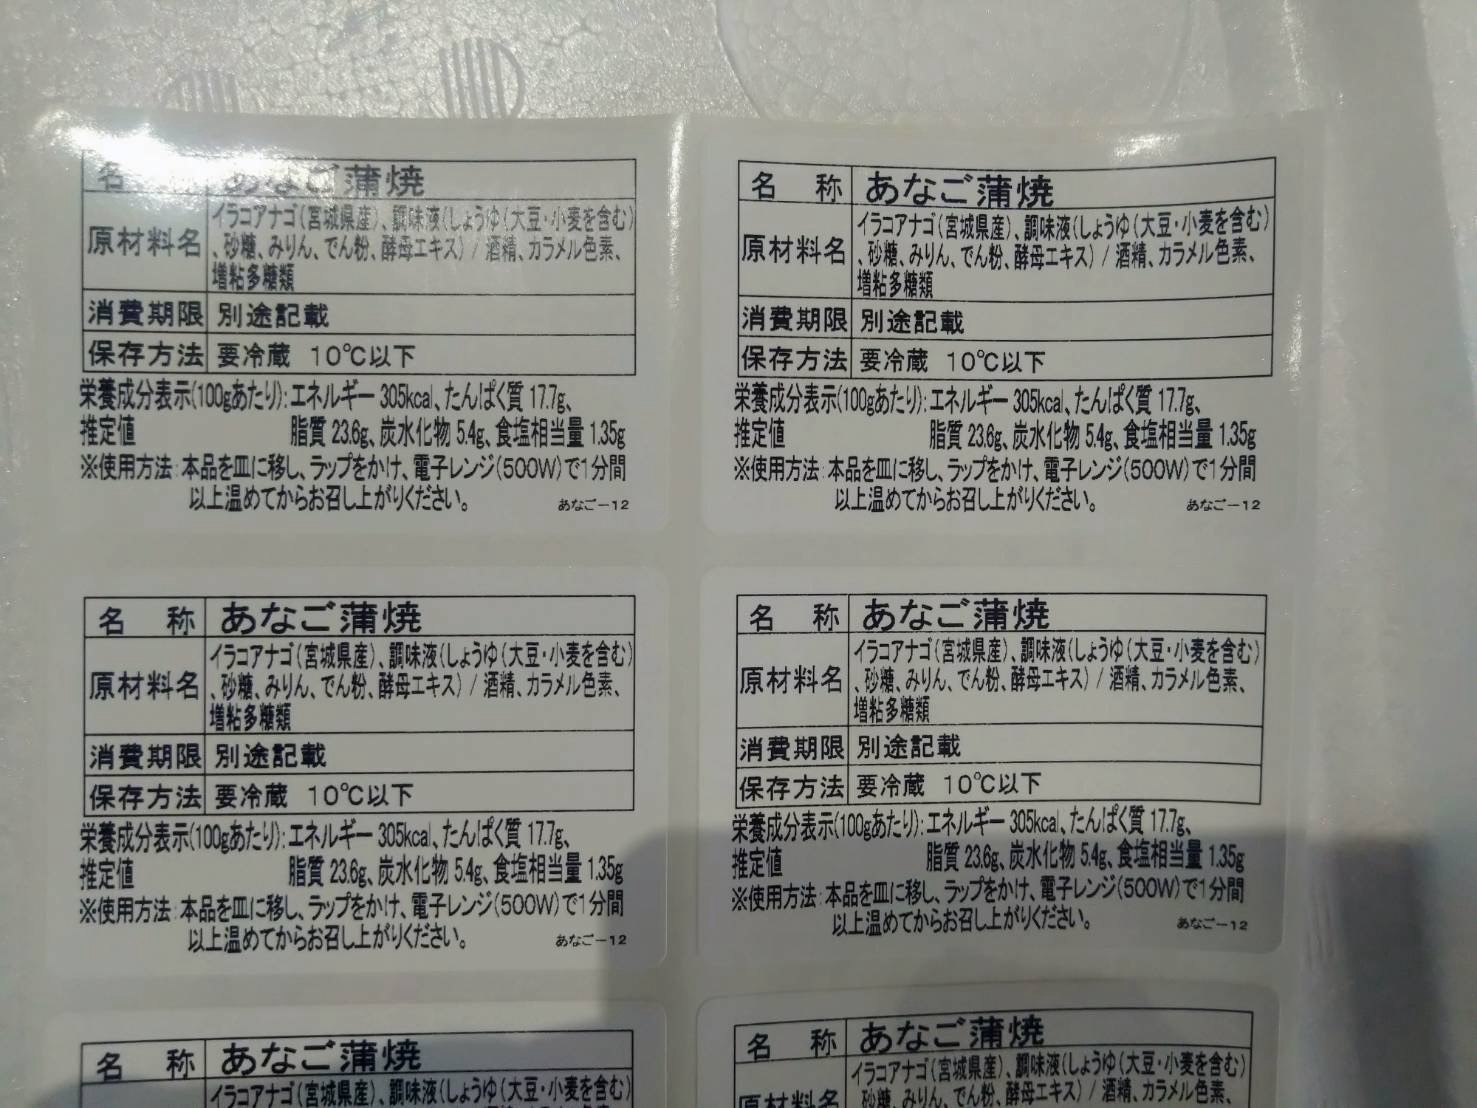 名 称 あなご蒲焼
原材料名 イラコアナゴ(宮城県産)、調味液(しょうゆ(大豆・小麦を含む)
、砂糖、みりん、でん粉、酵母エキス) / 酒精、カラメル色素、
増粘多糖類
消費期限 別途記載
保存方法 要冷蔵 10℃以下
栄養成分表示(100gあたり):エネルギー 305kcal、たんぱく質 17.7g、
推定値 脂質 23.6g、炭水化物 5.4g、食塩相当量 1.35g
※使用方法:本品を皿に移し、ラップをかけ、電子レンジ(500W)で1分間
以上温めてからお召し上がりください。 あなご−12
名 称 あなご蒲焼
原材料名 イラコアナゴ(宮城県産)、調味液(しょうゆ(大豆・小麦を含む)
、砂糖、みりん、でん粉、酵母エキス) / 酒精、カラメル色素、
増粘多糖類
消費期限 別途記載
保存方法 要冷蔵 10℃以下
栄養成分表示(100gあたり):エネルギー 305kcal、たんぱく質 17.7g、
推定値 脂質 23.6g、炭水化物 5.4g、食塩相当量 1.35g
※使用方法:本品を皿に移し、ラップをかけ、電子レンジ(500W)で1分間
以上温めてからお召し上がりください。 あなご−12
名 称 あなご蒲焼
原材料名 イラコアナゴ(宮城県産)、調味液(しょうゆ(大豆・小麦を含む)
、砂糖、みりん、でん粉、酵母エキス) / 酒精、カラメル色素、
増粘多糖類
消費期限 別途記載
保存方法 要冷蔵 10℃以下
栄養成分表示(100gあたり):エネルギー 305kcal、たんぱく質 17.7g、
推定値 脂質 23.6g、炭水化物 5.4g、食塩相当量 1.35g
※使用方法:本品を皿に移し、ラップをかけ、電子レンジ(500W)で1分間
以上温めてからお召し上がりください。 あなご−12
名 称 あなご蒲焼
原材料名 イラコアナゴ(宮城県産)、調味液(しょうゆ(大豆・小麦を含む)
、砂糖、みりん、でん粉、酵母エキス) / 酒精、カラメル色素、
増粘多糖類
消費期限 別途記載
保存方法 要冷蔵 10℃以下
栄養成分表示(100gあたり):エネルギー 305kcal、たんぱく質 17.7g、
推定値 脂質 23.6g、炭水化物 5.4g、食塩相当量 1.35g
※使用方法:本品を皿に移し、ラップをかけ、電子レンジ(500W)で1分間
以上温めてからお召し上がりください。 あなご−12
名 称 あなご蒲焼
イラコアナゴ(宮城県産)、調味液(しょうゆ(大豆・小麦を含む)
名 称 あなご蒲焼
原材料名 イラコアナゴ(宮城県産)、調味液(しょうゆ(大豆・小麦を含む)
、砂糖、みりん、でん粉、酵母エキス) / 酒精、カラメル色素、